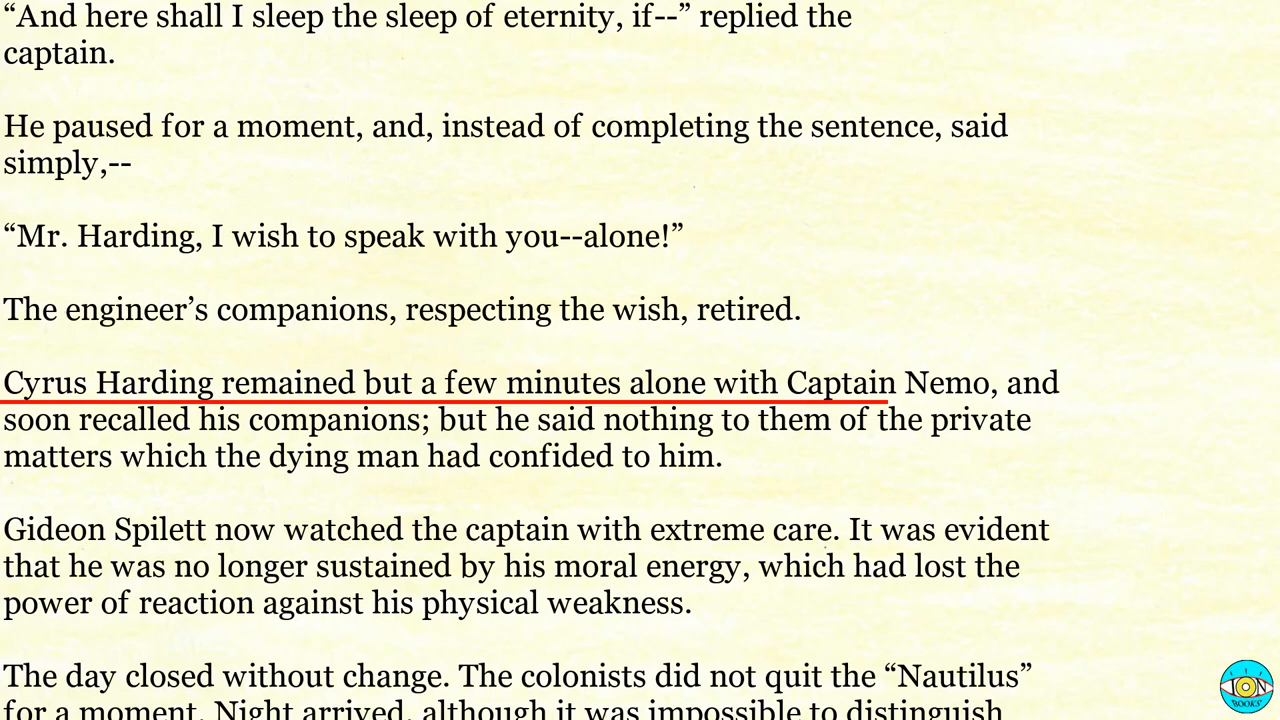 “And here shall I sleep the sleep of eternity, if--” replied the
captain.
He paused for a moment, and, instead of completing the sentence, said
simply,--
“Mr. Harding, I wish to speak with you--alone!”
The engineer’s companions, respecting the wish, retired.
Cyrus Harding remained but a few minutes alone with Captain Nemo, and
soon recalled his companions; but he said nothing to them of the private
matters which the dying man had confided to him.
Gideon Spilett now watched the captain with extreme care. It was evident
that he was no longer sustained by his moral energy, which had lost the
power of reaction against his physical weakness.
The day closed without change. The colonists did not quit the “Nautilus”
for a moment. Night arrived, although it was impossible to distinguish
ION
BOOKS